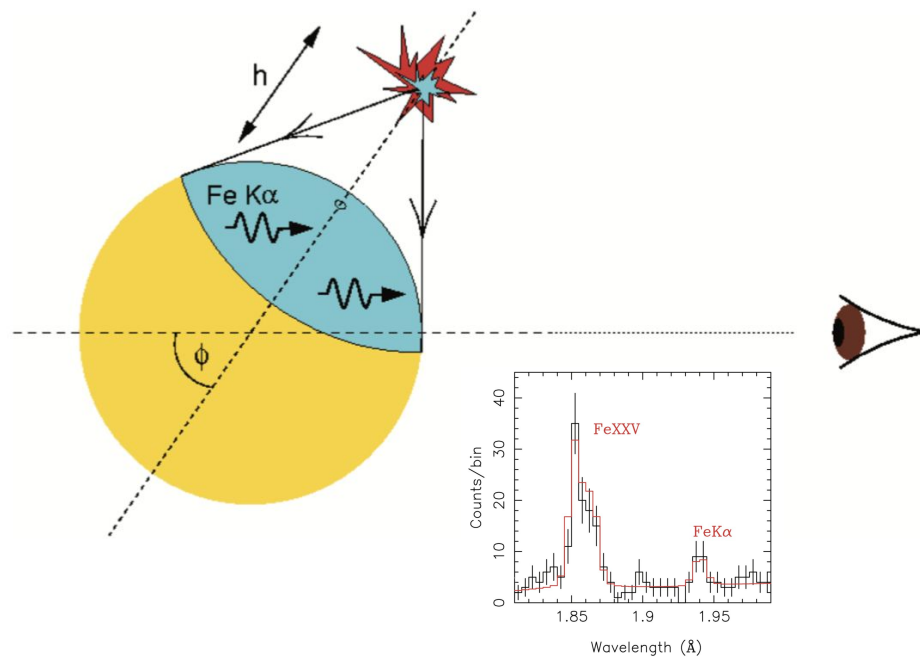 h
Fe Kα
ϕ
FeXXV
FeKα
Counts/bin
40
30
20
10
0
1.85
1.9
1.95
Wavelength (Å)